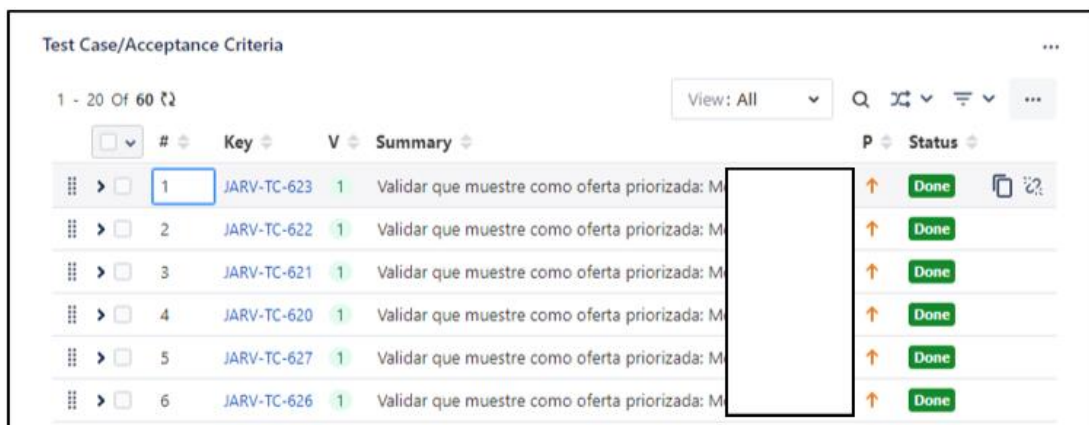 Test Case/Acceptance Criteria
1 - 20 Of 60 View: All
# Key V Summary P Status
1 JARV-TC-623 1 Validar que muestre como oferta priorizada: Done
2 JARV-TC-622 1 Validar que muestre como oferta priorizada: Done
3 JARV-TC-621 1 Validar que muestre como oferta priorizada: Done
4 JARV-TC-620 1 Validar que muestre como oferta priorizada: Done
5 JARV-TC-627 1 Validar que muestre como oferta priorizada: Done
6 JARV-TC-626 1 Validar que muestre como oferta priorizada: Done